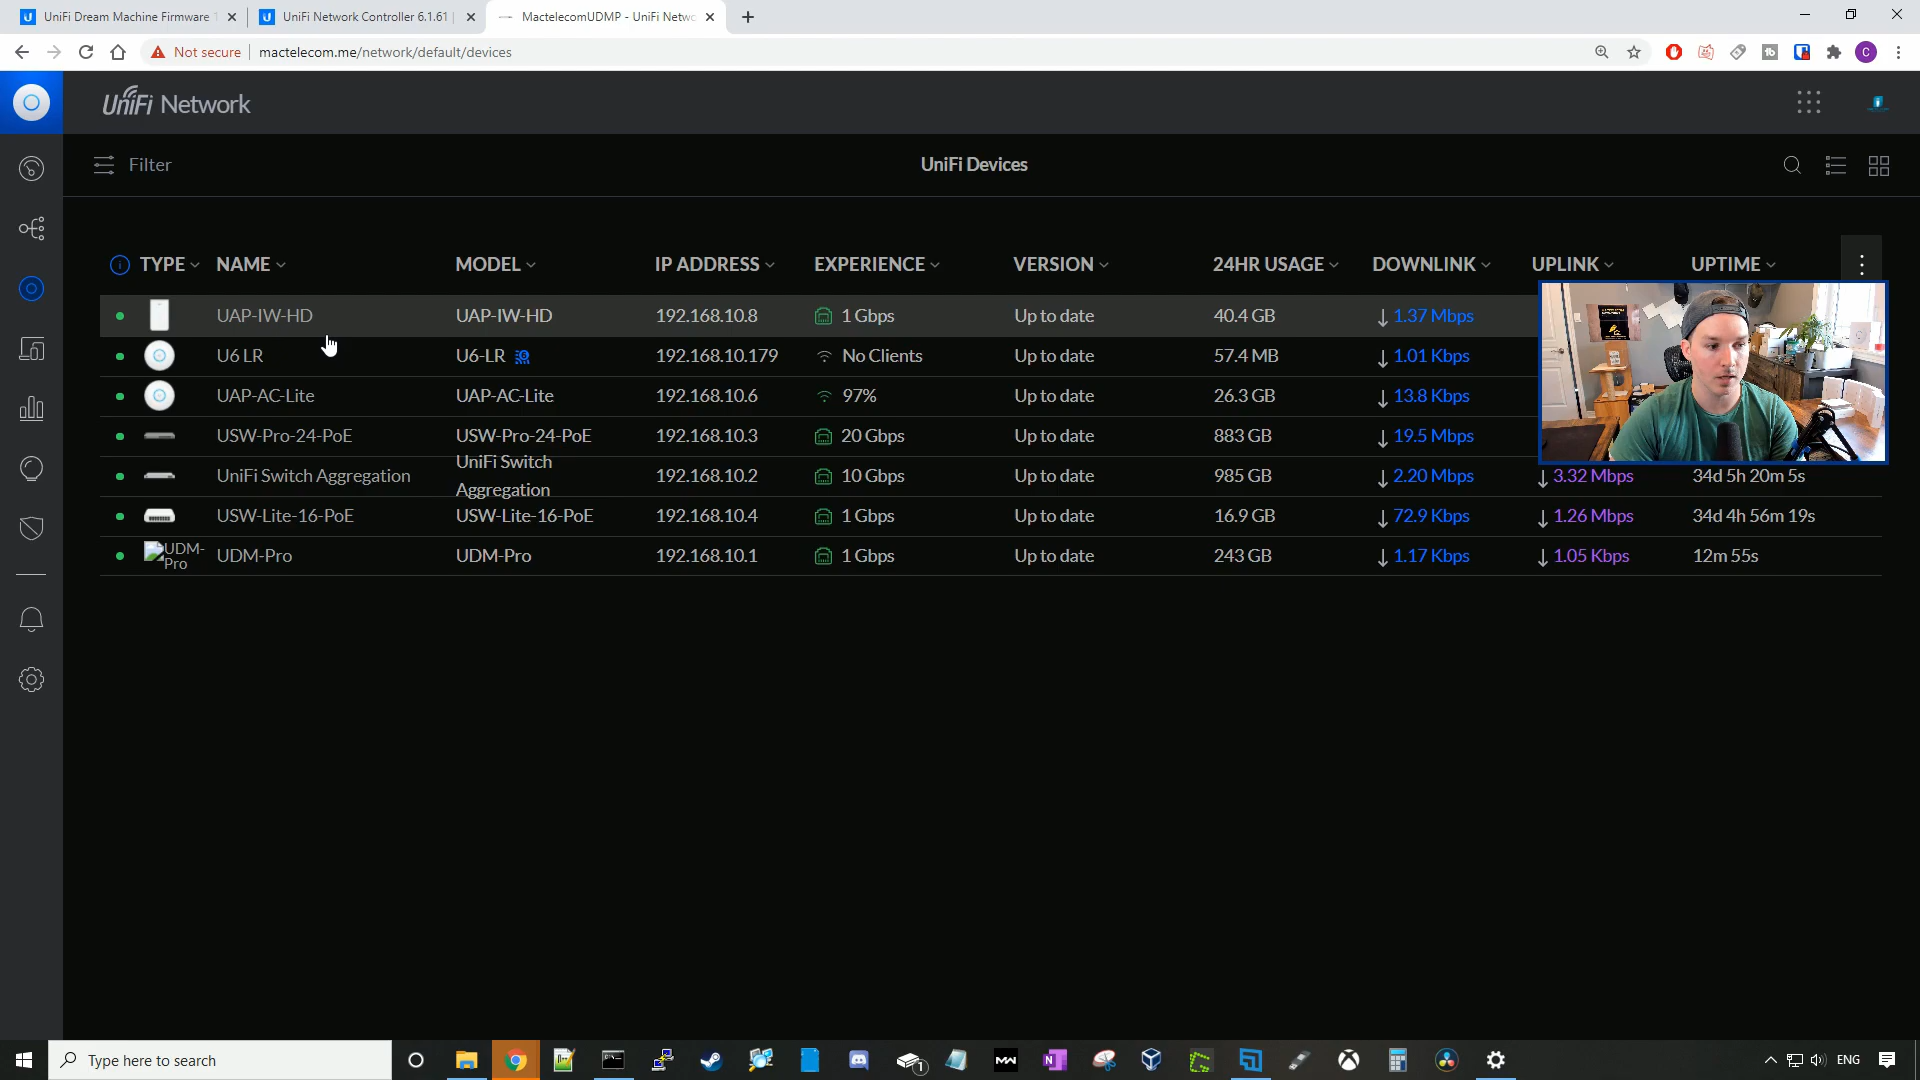 UniFi Dream Machine Firmware 1
UniFi Network Controller 6.1.61 |
MactelecomUDMP - UniFi Netwo
Not secure
mactelecom.me/network/default/devices
C
UniFi Network
Filter
UniFi Devices
TYPE NAME MODEL IP ADDRESS EXPERIENCE VERSION 24HR USAGE DOWNLINK UPLINK UPTIME
UAP-IW-HD UAP-IW-HD 192.168.10.8 1 Gbps Up to date 40.4 GB 1.37 Mbps
U6 LR U6-LR 192.168.10.179 No Clients Up to date 57.4 MB 1.01 Kbps
UAP-AC-Lite UAP-AC-Lite 192.168.10.6 97% Up to date 26.3 GB 13.8 Kbps
USW-Pro-24-PoE USW-Pro-24-PoE 192.168.10.3 20 Gbps Up to date 883 GB 19.5 Mbps
UniFi Switch Aggregation UniFi Switch Aggregation 192.168.10.2 10 Gbps Up to date 985 GB 2.20 Mbps 3.32 Mbps 34d 5h 20m 5s
USW-Lite-16-PoE USW-Lite-16-PoE 192.168.10.4 1 Gbps Up to date 16.9 GB 72.9 Kbps 1.26 Mbps 34d 4h 56m 19s
UDM-Pro UDM-Pro UDM-Pro 192.168.10.1 1 Gbps Up to date 243 GB 1.17 Kbps 1.05 Kbps 12m 55s
Type here to search
ENG